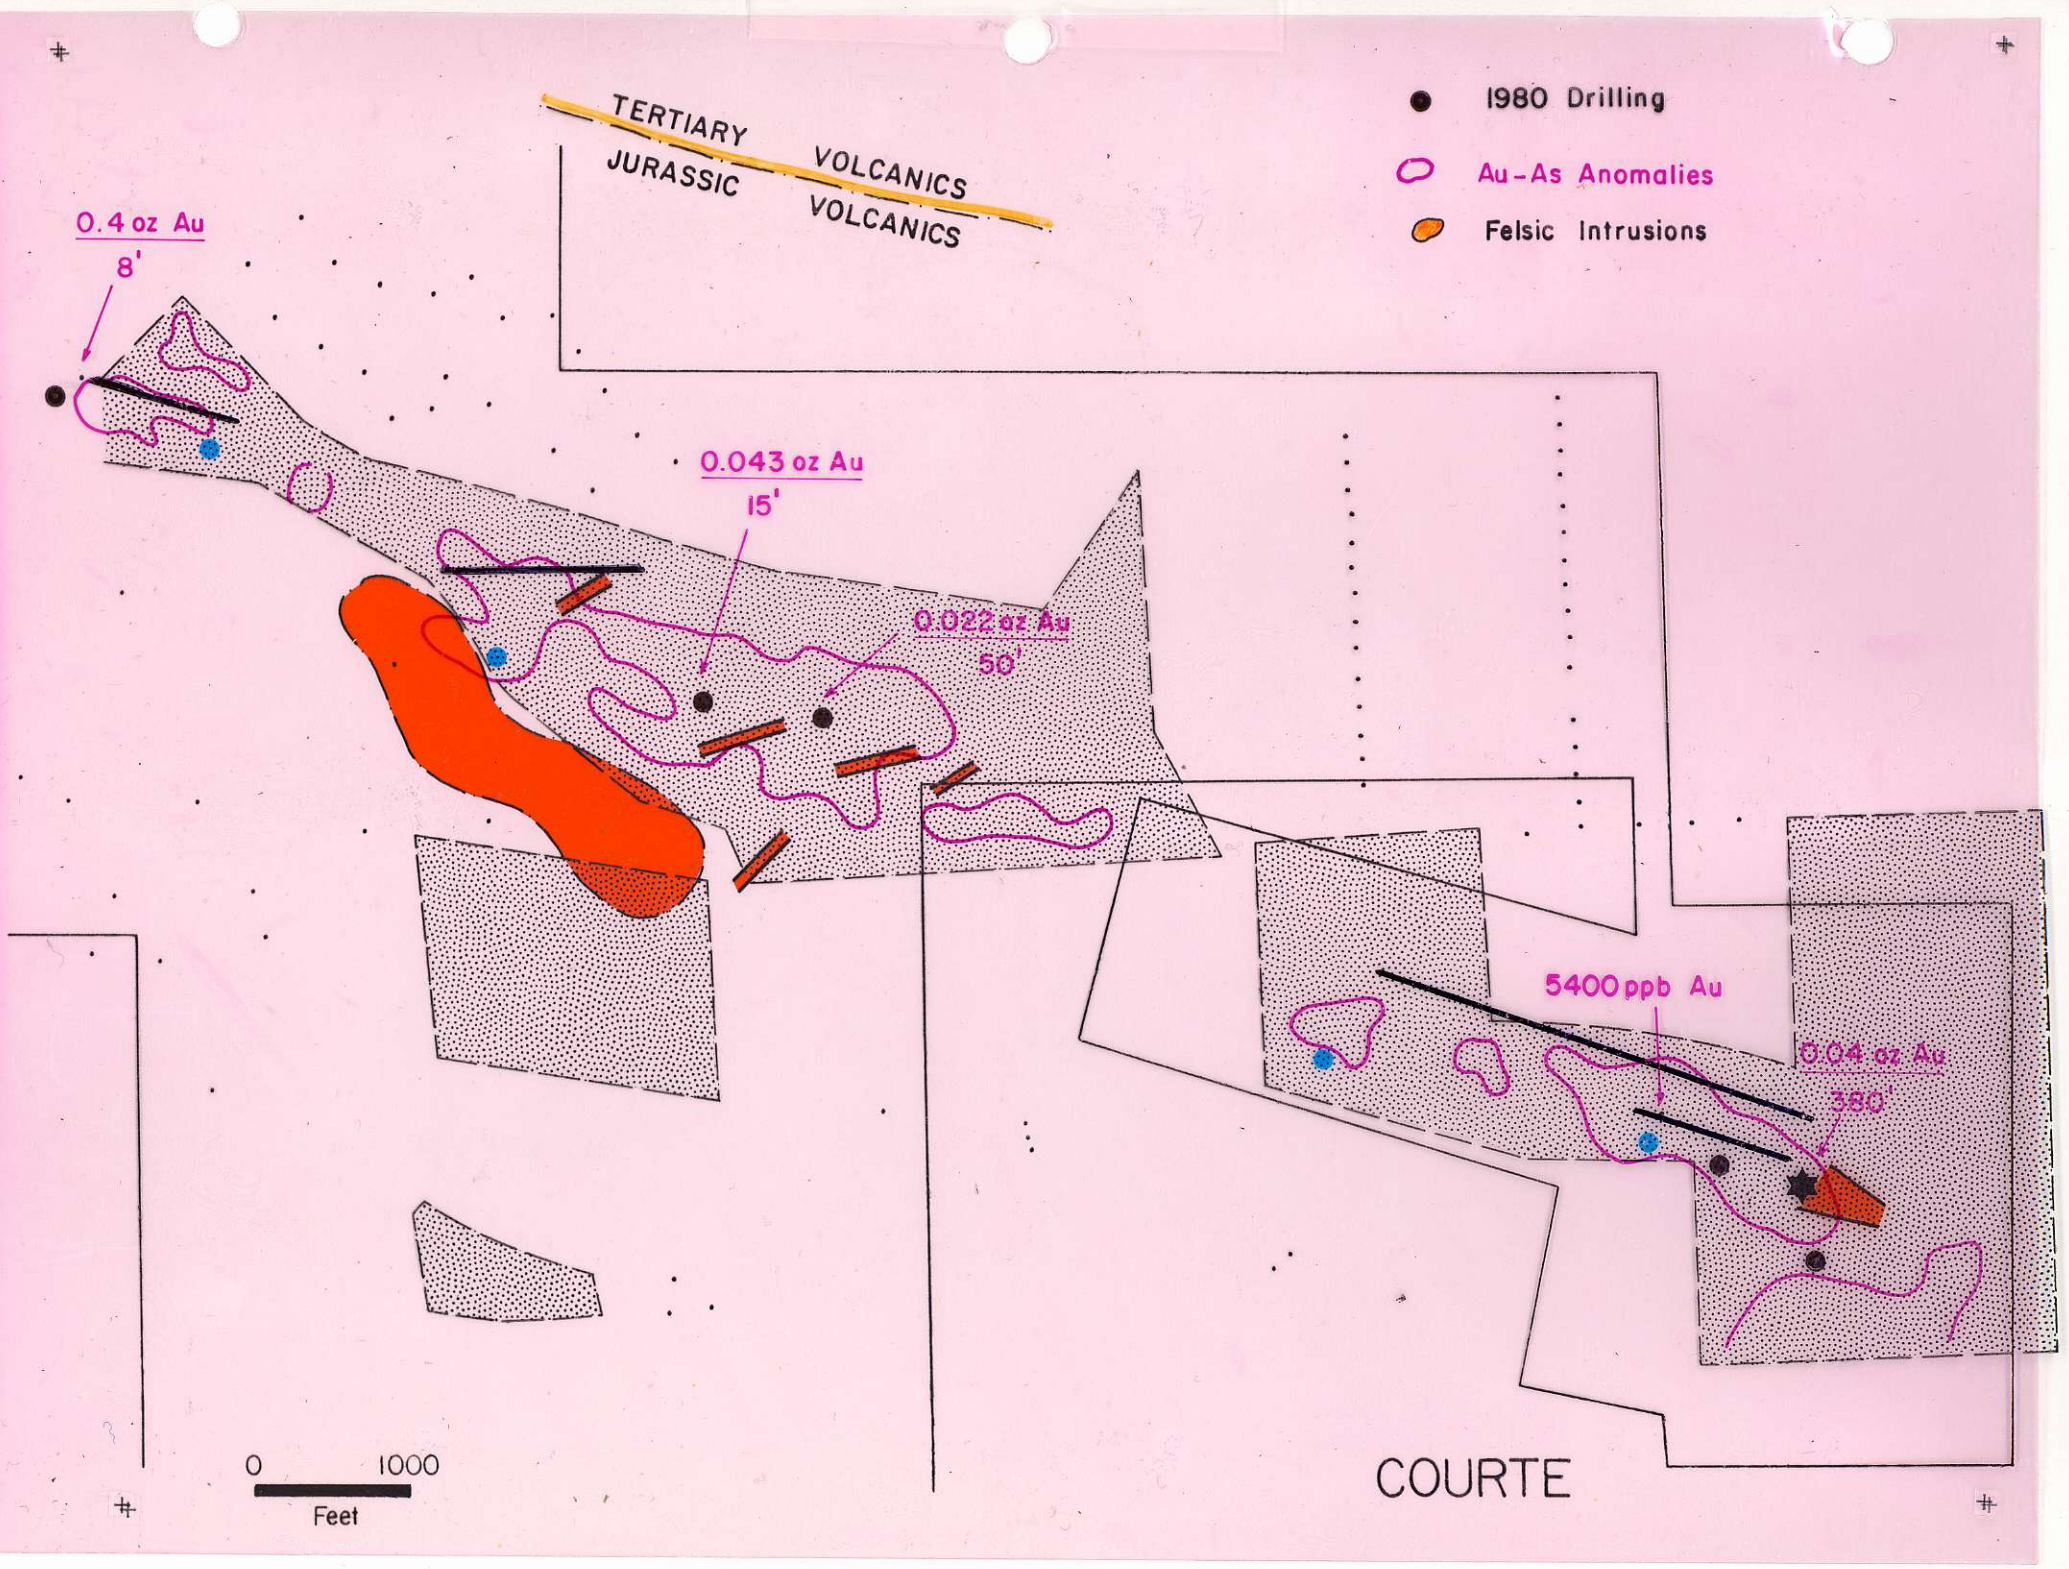 TERTIARY VOLCANICS
JURASSIC VOLCANICS
1980 Drilling
Au-As Anomalies
Felsic Intrusions
0.4 oz Au
8'
0.043 oz Au
15'
0.022 oz Au
50'
5400 ppb Au
0.04 oz Au
380'
0 1000
Feet
COURTE